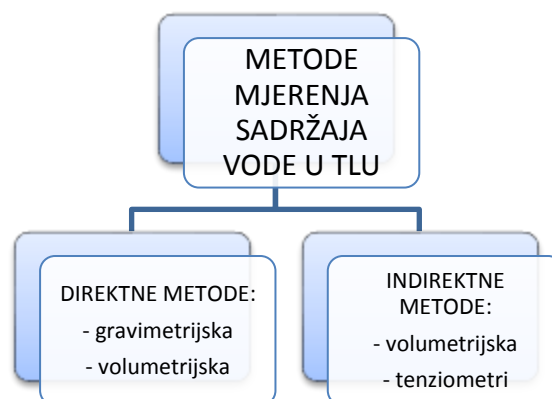 METODE
MJERENJA
SADRŽAJA
VODE U TLU
DIREKTNE METODE:
- gravimetrijska
- volumetrijska
INDIREKTNE
METODE:
- volumetrijska
- tenziometri